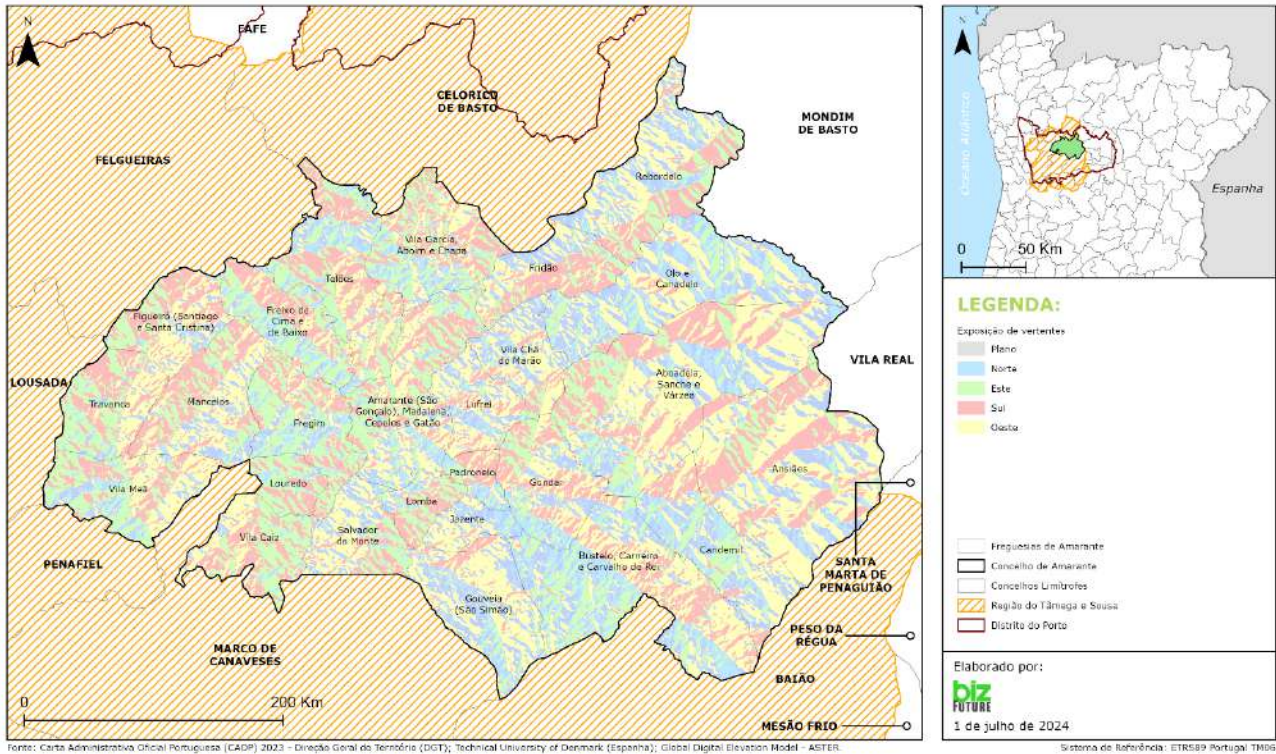 N
FAFE
CELORICO
DE BASTO
MONDIM
DE BASTO
FELGUEIRAS
Rebordelo
Vila Garcia,
Aboim e Chapa
Telões
Fridão
Olo e
Canadelo
Figueiró (Santiago
e Santa Cristina)
Freixo de
Cima e
de Baixo
Vila Chã
do Marão
VILA REAL
LOUSADA
Aboadela,
Sanche e
Várzea
Travanca
Mancelos
Amarante (São
Gonçalo), Madalena,
Cepelos e Gatão
Lufrei
Fregim
Padronelo
Ansiães
Vila Meã
Louredo
Gondar
Lomba
Jazente
Vila Caiz
Salvador
do Monte
Bustelo, Carneiro
e Carvalho de Rei
Candemil
PENAFIEL
SANTA
MARTA DE
PENAGUIÃO
Gouveia
(São Simão)
PESO DA
RÉGUA
MARCO DE
CANAVESES
BAIÃO
0
200 Km
MESÃO FRIO
N
Oceano Atlântico
Espanha
0
50 Km
LEGENDA:
Exposição de vertentes
Plano
Norte
Este
Sul
Oeste
Freguesias de Amarante
Concelho de Amarante
Concelhos Limítrofes
Região do Tâmega e Sousa
Distrito do Porto
Elaborado por:
biz
FUTURE
1 de julho de 2024
Fonte: Carta Administrativa Oficial Portuguesa (CAOP) 2023 - Direção Geral do Território (DGT); Technical University of Denmark (Espanha); Global Digital Elevation Model - ASTER.
Sistema de Referência: ETRS89 Portugal TM06